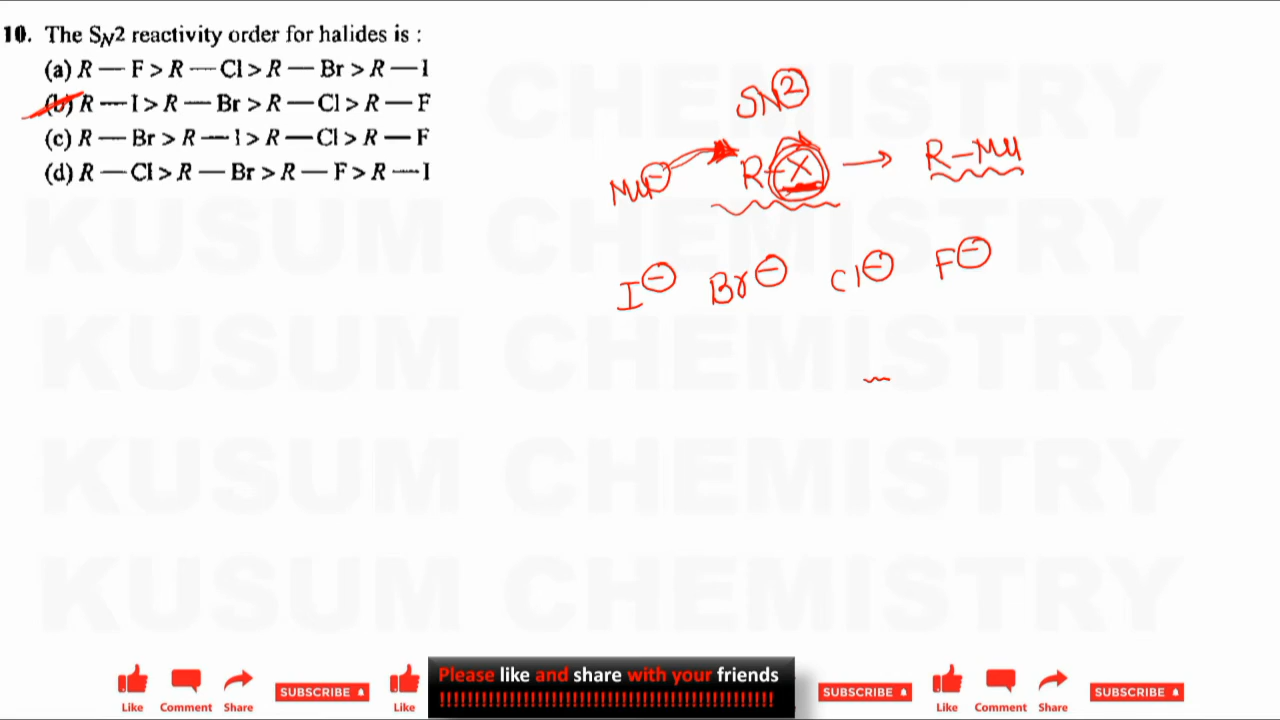 10. The SN2 reactivity order for halides is :
(a) R — F > R — Cl > R — Br > R — I
(b) R — I > R — Br > R — Cl > R — F
(c) R — Br > R — I > R — Cl > R — F
(d) R — Cl > R — Br > R — F > R — I
SN2
Nu⊖ R–X → R–Nu
I⊖ Br⊖ Cl⊖ F⊖
KUSUM CHEMISTRY
KUSUM CHEMISTRY
KUSUM CHEMISTRY
KUSUM CHEMISTRY
KUSUM CHEMISTRY
Please like and share with your friends
!!!!!!!!!!!!!!!!!!!!!!!!!!!!!!!!!!!!!!!!!!!!!!!!!!!!
Like Comment Share SUBSCRIBE Like SUBSCRIBE Like Comment Share SUBSCRIBE